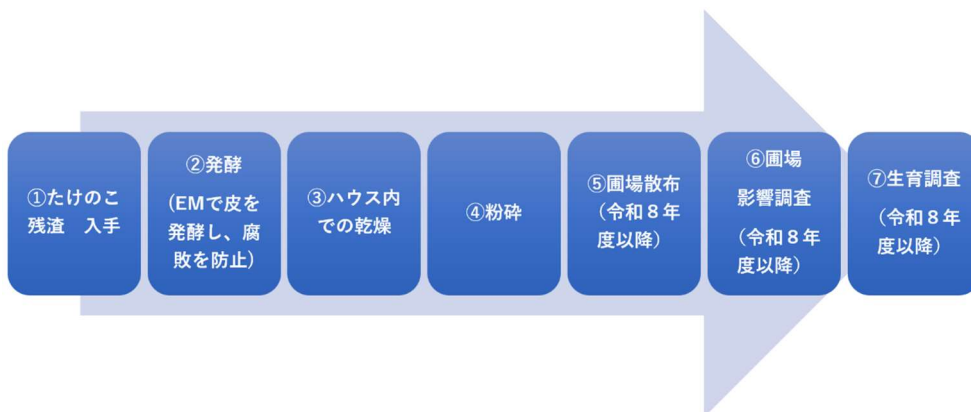 ①たけのこ
残渣　入手
②発酵
(EMで皮を
発酵し、腐
敗を防止)
③ハウス内
での乾燥
④粉砕
⑤圃場散布
（令和８年
度以降）
⑥圃場
影響調査
（令和８年
度以降）
⑦生育調査
（令和８年
度以降）